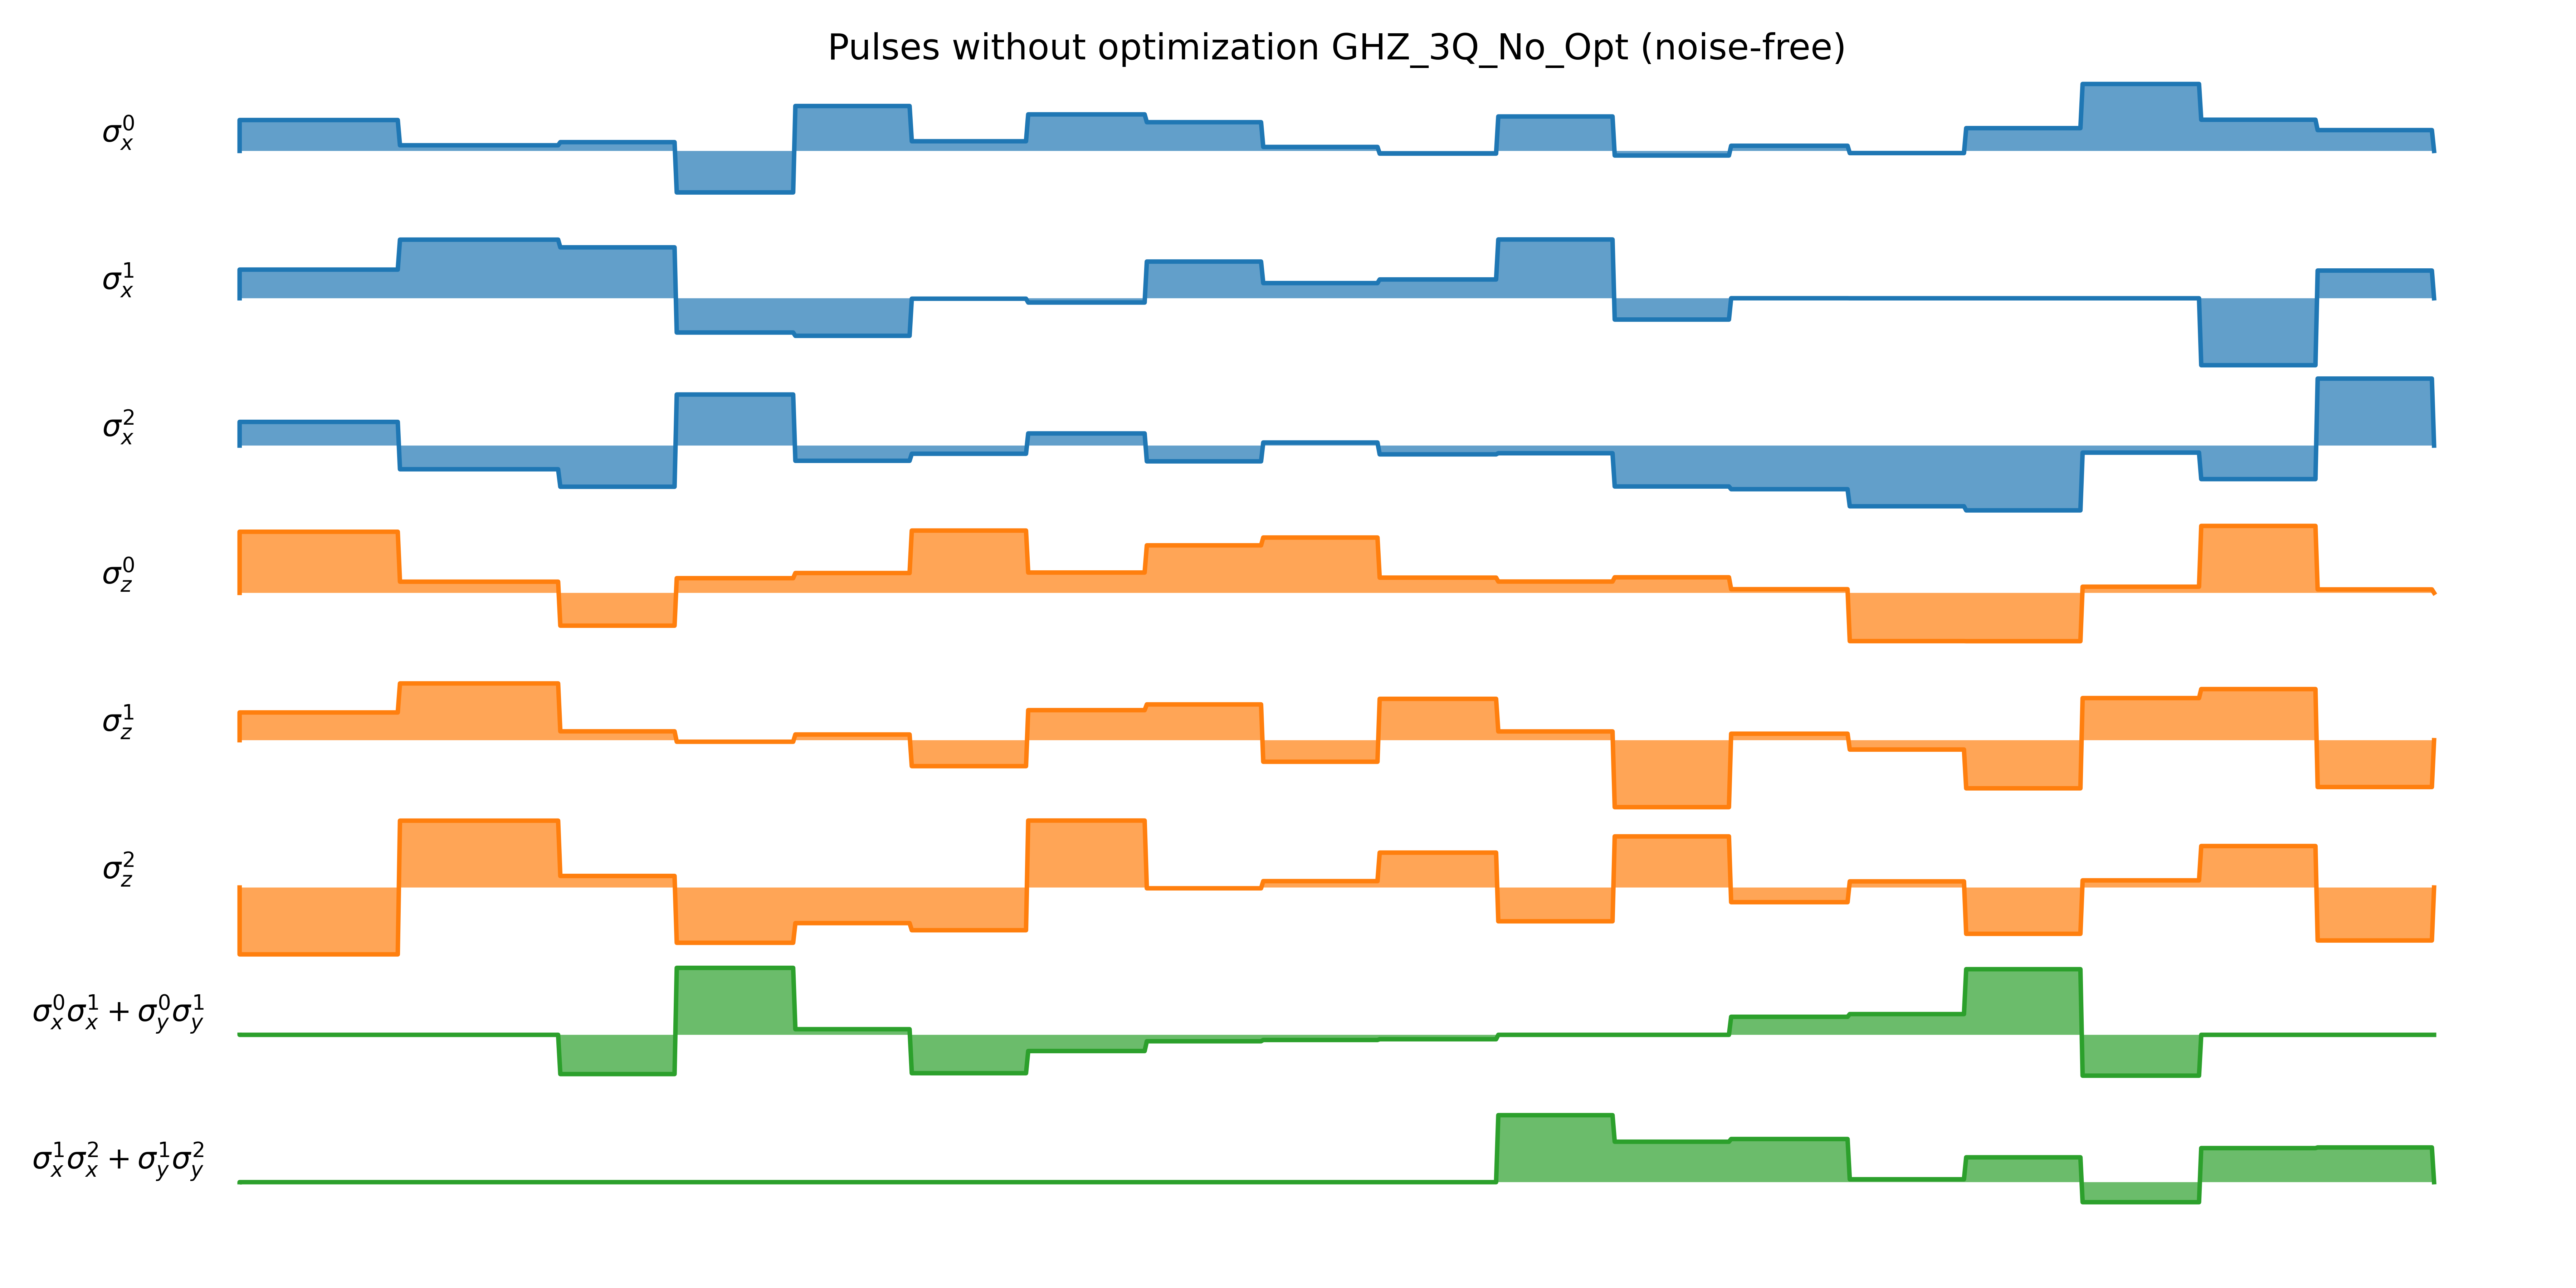 Pulses without optimization GHZ_3Q_No_Opt (noise-free)
σ_x^0
σ_x^1
σ_x^2
σ_z^0
σ_z^1
σ_z^2
σ_x^0σ_x^1 + σ_y^0σ_y^1
σ_x^1σ_x^2 + σ_y^1σ_y^2